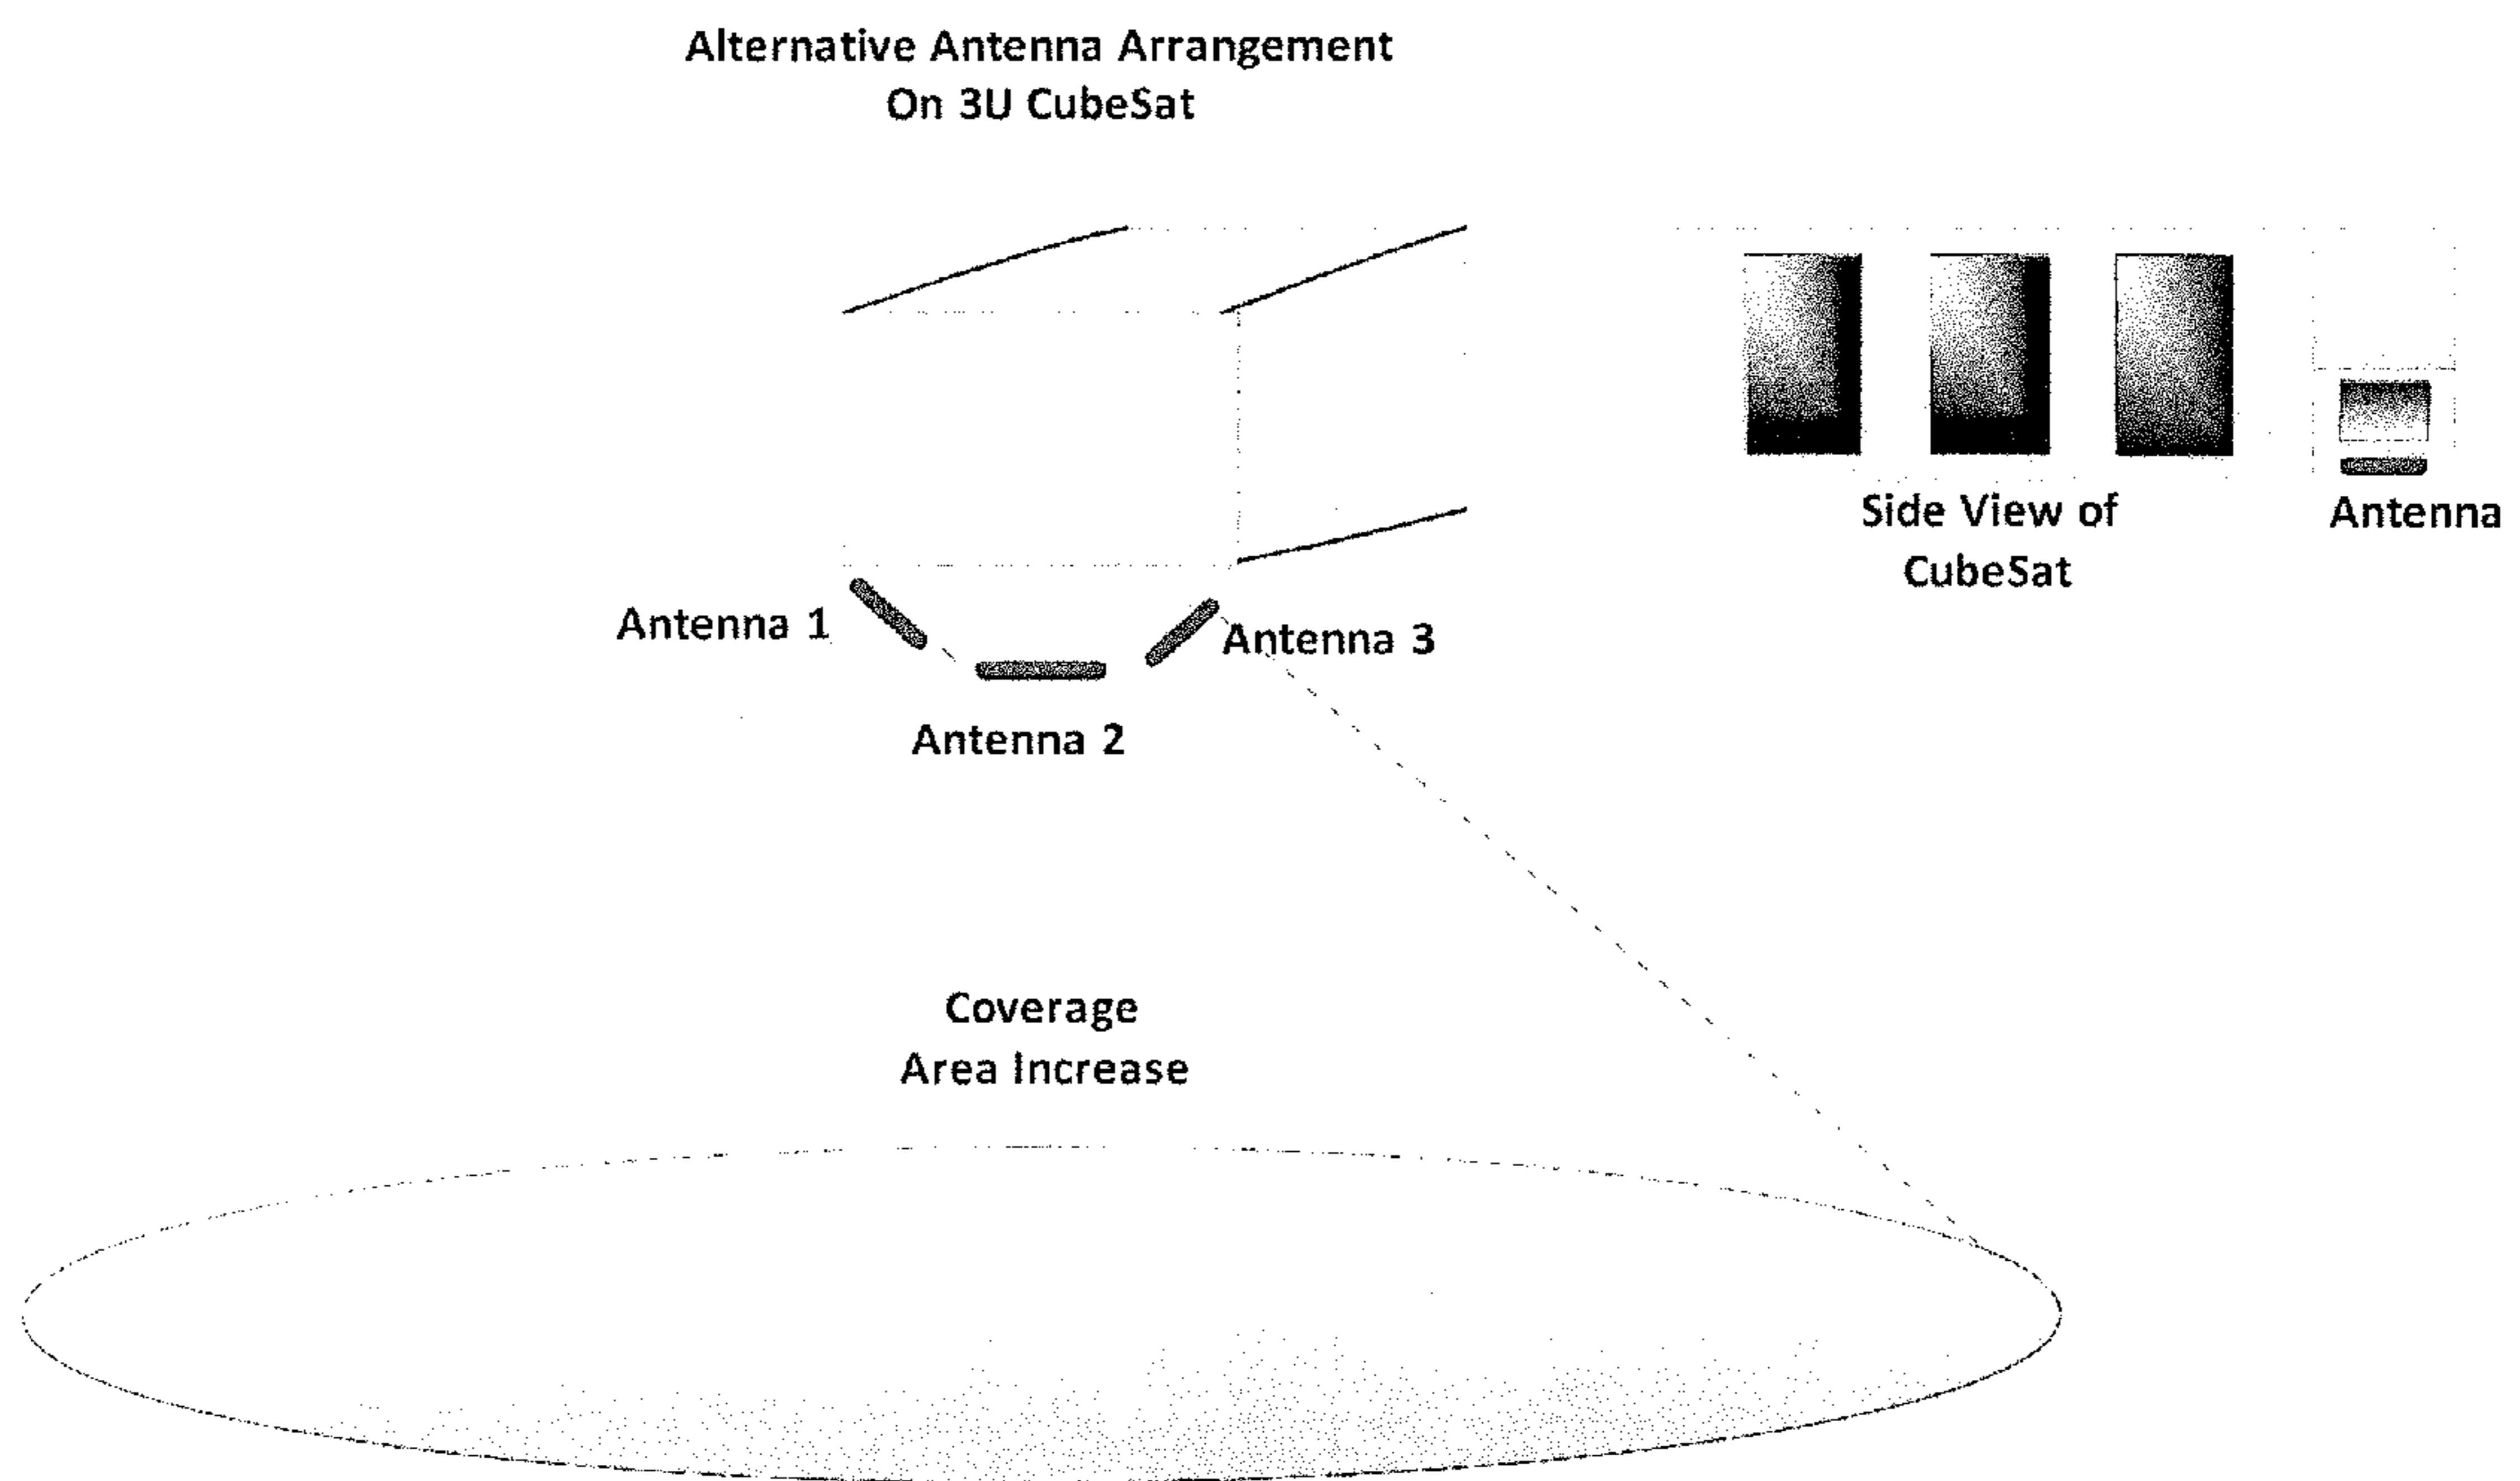 Alternative Antenna Arrangement
On 3U CubeSat
Side View of
CubeSat
Antenna
Antenna 1
Antenna 3
Antenna 2
Coverage
Area Increase